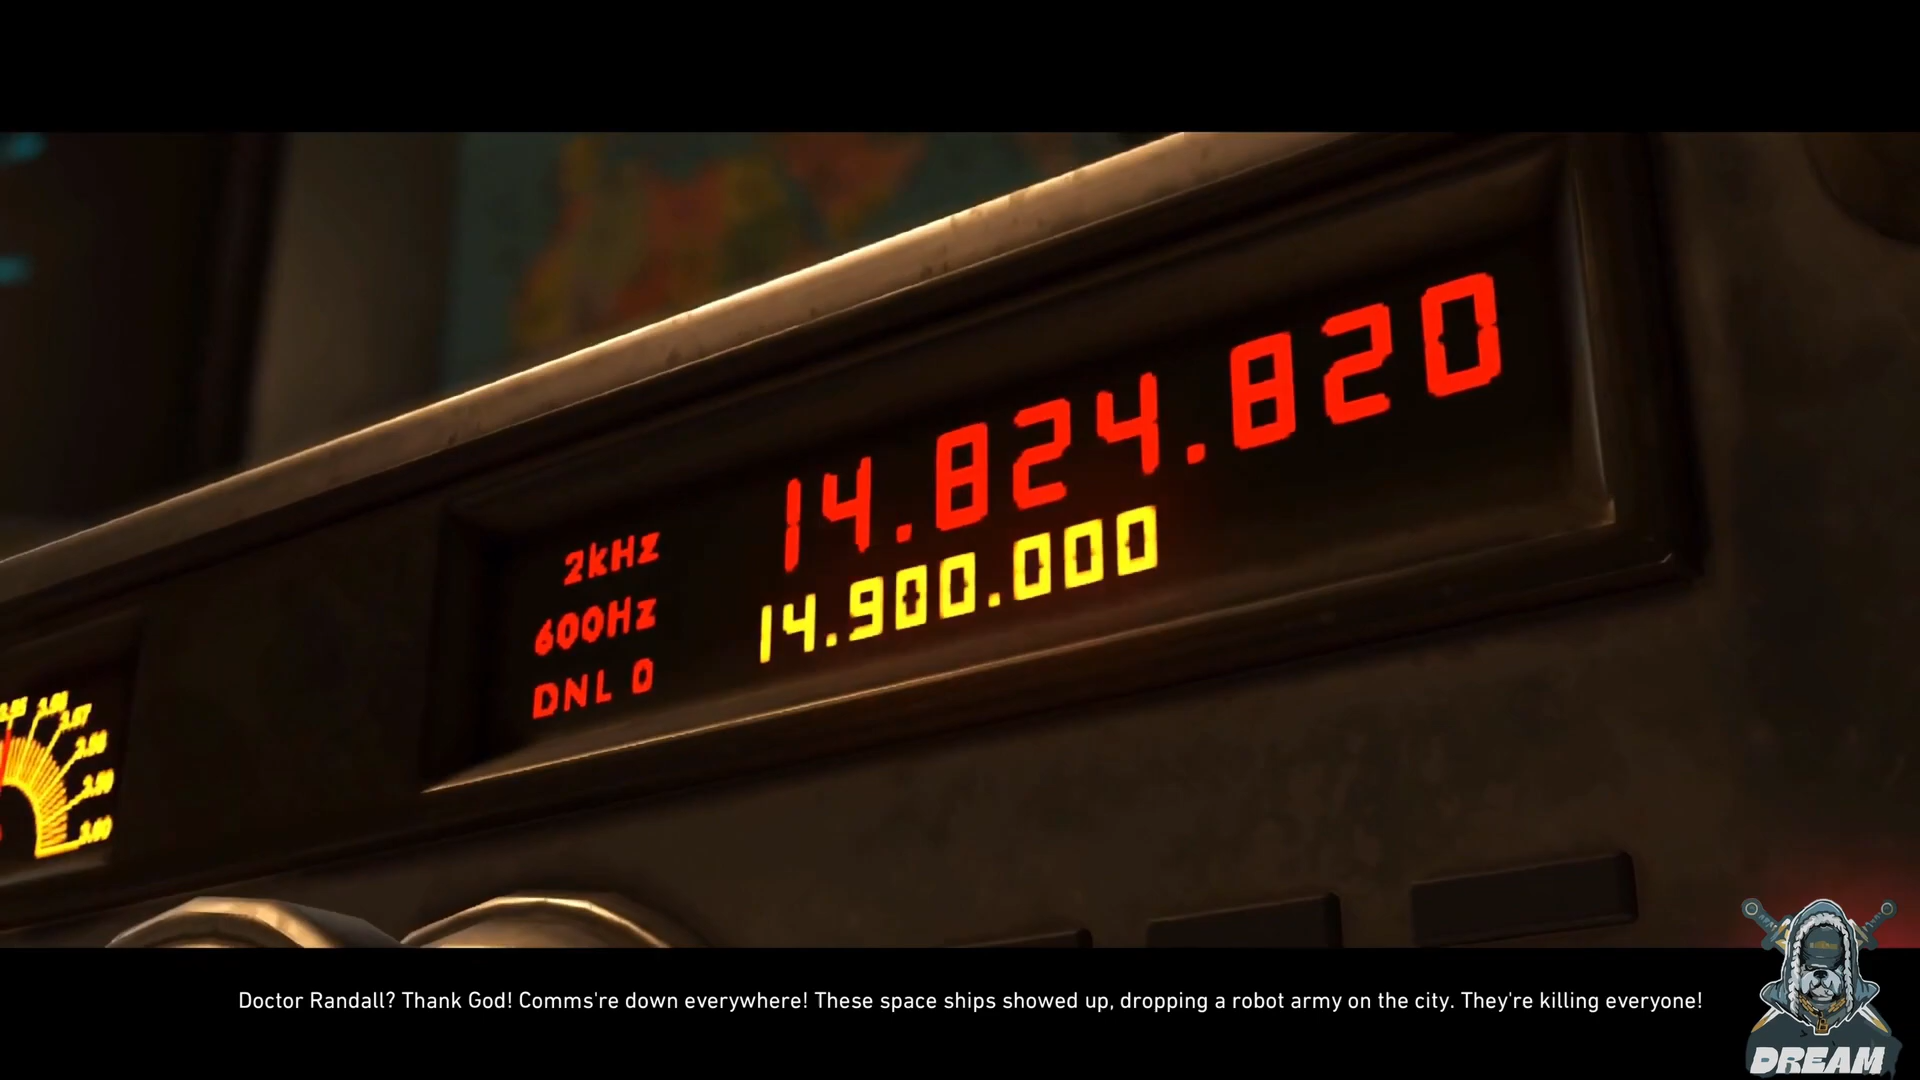 14.824.820
2kHz
14.900.000
600Hz
DNL 0
Doctor Randall? Thank God! Comms're down everywhere! These space ships showed up, dropping a robot army on the city. They're killing everyone!
DREAM